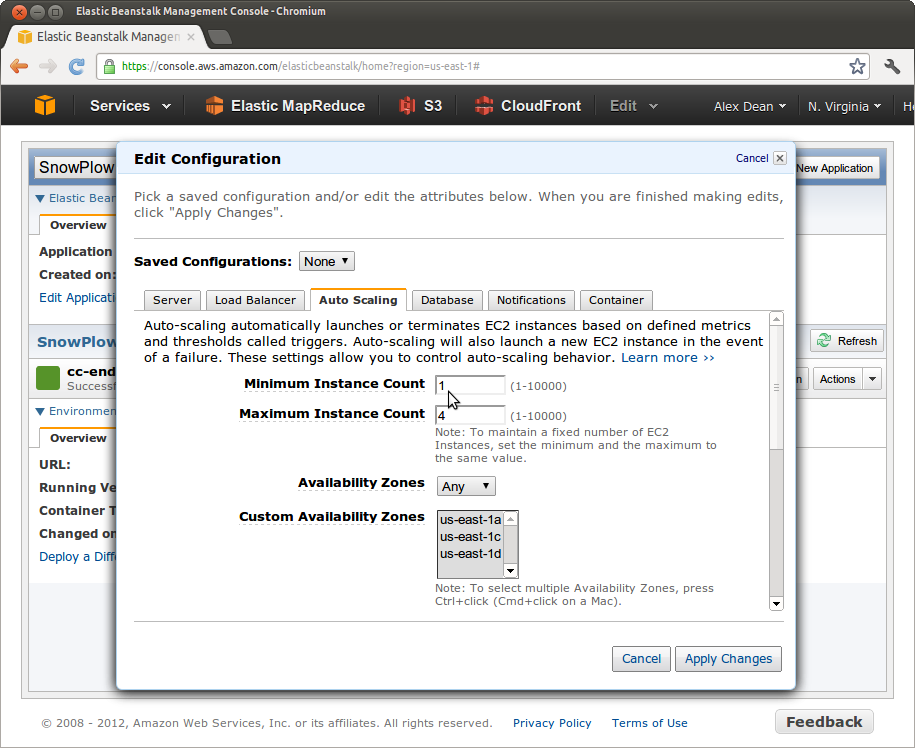 Elastic Beanstalk Management Console - Chromium
Elastic Beanstalk Managen
https://console.aws.amazon.com/elasticbeanstalk/home?region=us-east-1#
Services Elastic MapReduce S3 CloudFront Edit Alex Dean N. Virginia He
SnowPlow New Application
Edit Configuration Cancel
Pick a saved configuration and/or edit the attributes below. When you are finished making edits,
click "Apply Changes".
Elastic Bean
Overview
Application
Created on:
Edit Applicati
Saved Configurations: None
Server Load Balancer Auto Scaling Database Notifications Container
Auto-scaling automatically launches or terminates EC2 instances based on defined metrics
and thresholds called triggers. Auto-scaling will also launch a new EC2 instance in the event
of a failure. These settings allow you to control auto-scaling behavior. Learn more ››
SnowPlow Refresh
cc-end
Successf
n Actions
Environmen
Overview
URL:
Running Ve
Container T
Changed on
Deploy a Diff
Minimum Instance Count 1 (1-10000)
Maximum Instance Count 4 (1-10000)
Note: To maintain a fixed number of EC2
Instances, set the minimum and the maximum to
the same value.
Availability Zones Any
Custom Availability Zones us-east-1a
us-east-1c
us-east-1d
Note: To select multiple Availability Zones, press
Ctrl+click (Cmd+click on a Mac).
Cancel Apply Changes
© 2008 - 2012, Amazon Web Services, Inc. or its affiliates. All rights reserved. Privacy Policy Terms of Use Feedback